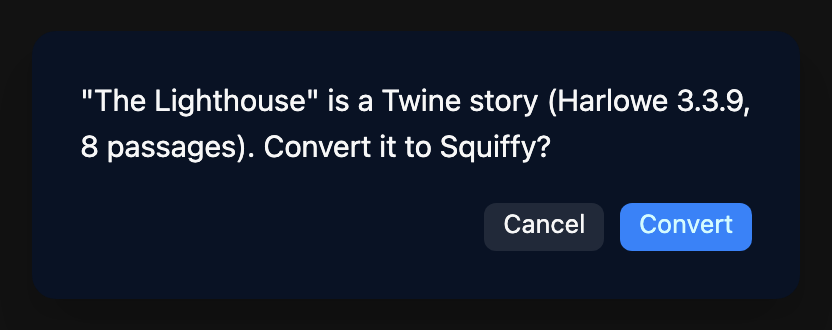 "The Lighthouse" is a Twine story (Harlowe 3.3.9,
8 passages). Convert it to Squiffy?
Cancel
Convert